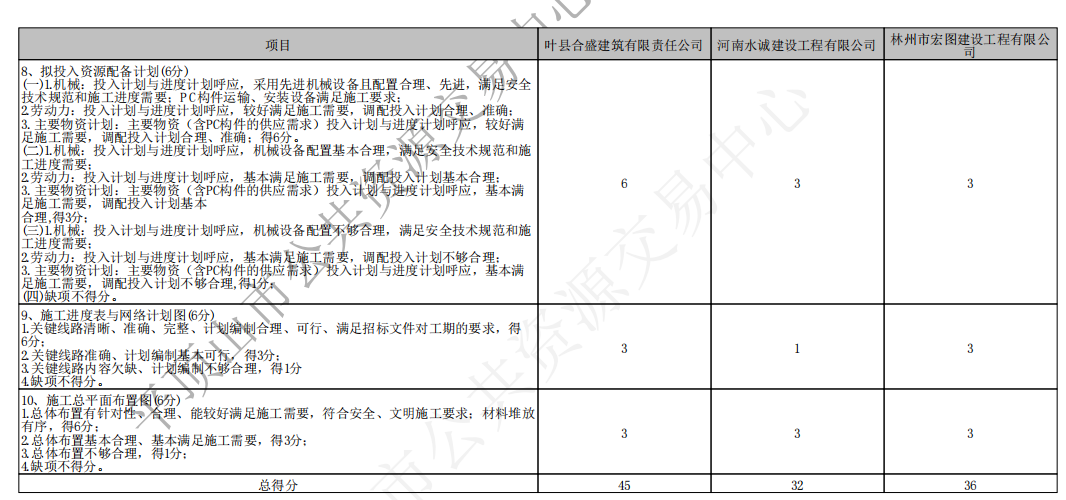 项目 叶县合盛建筑有限责任公司 河南水诚建设工程有限公司 林州市宏图建设工程有限公
司
8、拟投入资源配备计划(6分)
(一)1.机械：投入计划与进度计划呼应，采用先进机械设备且配置合理、先进，满足安全
技术规范和施工进度需要；PC构件运输、安装设备满足施工要求；
2.劳动力：投入计划与进度计划呼应，较好满足施工需要，调配投入计划合理、准确；
3.主要物资计划：主要物资（含PC构件的供应需求）投入计划与进度计划呼应，较好满
足施工需要，调配投入计划合理、准确；得6分。
(二)1.机械：投入计划与进度计划呼应，机械设备配置基本合理，满足安全技术规范和施
工进度需要；
2.劳动力：投入计划与进度计划呼应，基本满足施工需要，调配投入计划基本合理；
3.主要物资计划：主要物资（含PC构件的供应需求）投入计划与进度计划呼应，基本满
足施工需要，调配投入计划基本
合理,得3分；
(三)1.机械：投入计划与进度计划呼应，机械设备配置不够合理，满足安全技术规范和施
工进度需要；
2.劳动力：投入计划与进度计划呼应，基本满足施工需要，调配投入计划不够合理；
3.主要物资计划：主要物资（含PC构件的供应需求）投入计划与进度计划呼应，基本满
足施工需要，调配投入计划不够合理,得1分；
(四)缺项不得分。
6 3 3
9、施工进度表与网络计划图(6分)
1.关键线路清晰、准确、完整、计划编制合理、可行、满足招标文件对工期的要求，得
6分；
2.关键线路准确、计划编制基本可行，得3分；
3.关键线路内容欠缺、计划编制不够合理，得1分
4.缺项不得分。
3 1 3
10、施工总平面布置图(6分)
1.总体布置有针对性、合理、能较好满足施工需要，符合安全、文明施工要求；材料堆放
有序，得6分；
2.总体布置基本合理、基本满足施工需要，得3分；
3.总体布置不够合理，得1分；
4.缺项不得分。
3 3 3
总得分 45 32 36
平顶山市公共资源交易中心
市公共资源交易中心